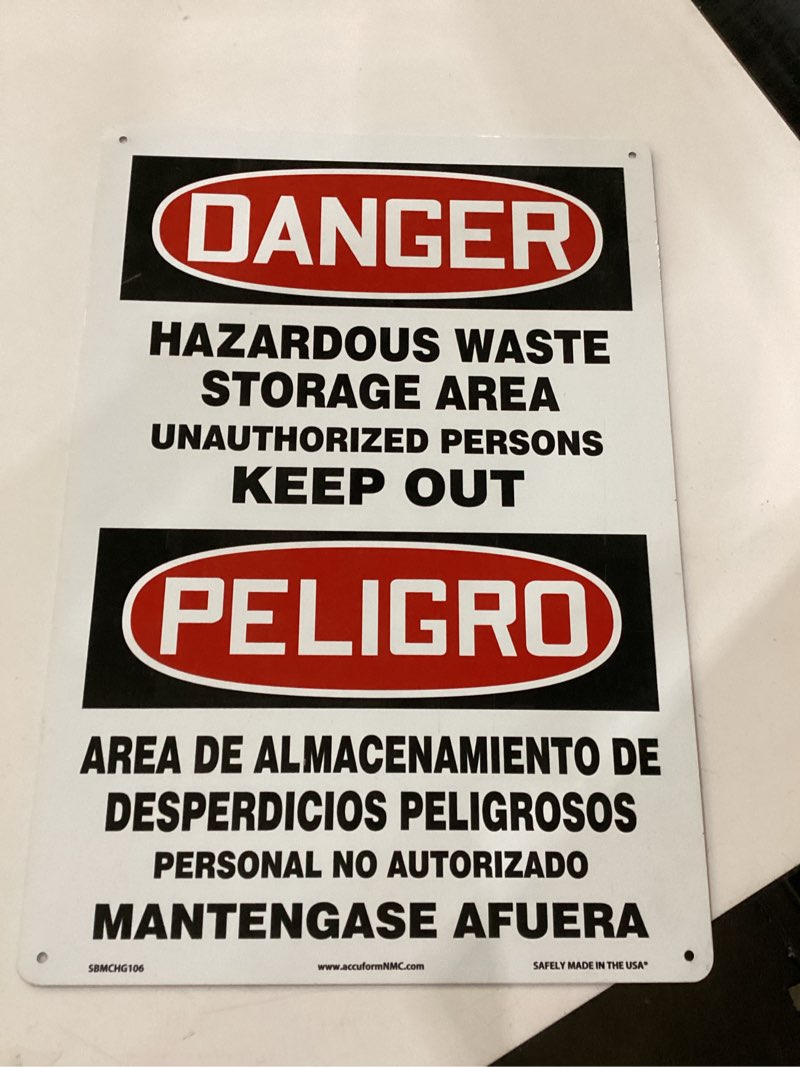 DANGER
HAZARDOUS WASTE
STORAGE AREA
UNAUTHORIZED PERSONS
KEEP OUT
PELIGRO
AREA DE ALMACENAMIENTO DE
DESPERDICIOS PELIGROSOS
PERSONAL NO AUTORIZADO
MANTENGASE AFUERA
SBMCHG106 www.accuformNMC.com SAFELY MADE IN THE USA®